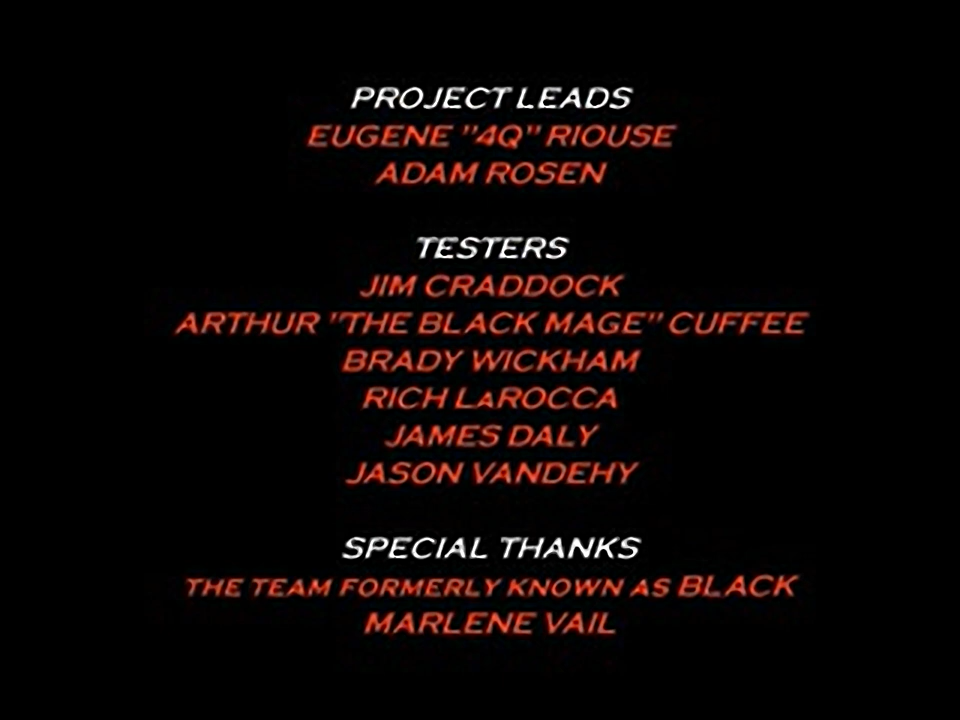 PROJECT LEADS
EUGENE "4Q" RIOUSE
ADAM ROSEN
TESTERS
JIM CRADDOCK
ARTHUR "THE BLACK MAGE" CUFFEE
BRADY WICKHAM
RICH LAROCCA
JAMES DALY
JASON VANDEHY
SPECIAL THANKS
THE TEAM FORMERLY KNOWN AS BLACK
MARLENE VAIL